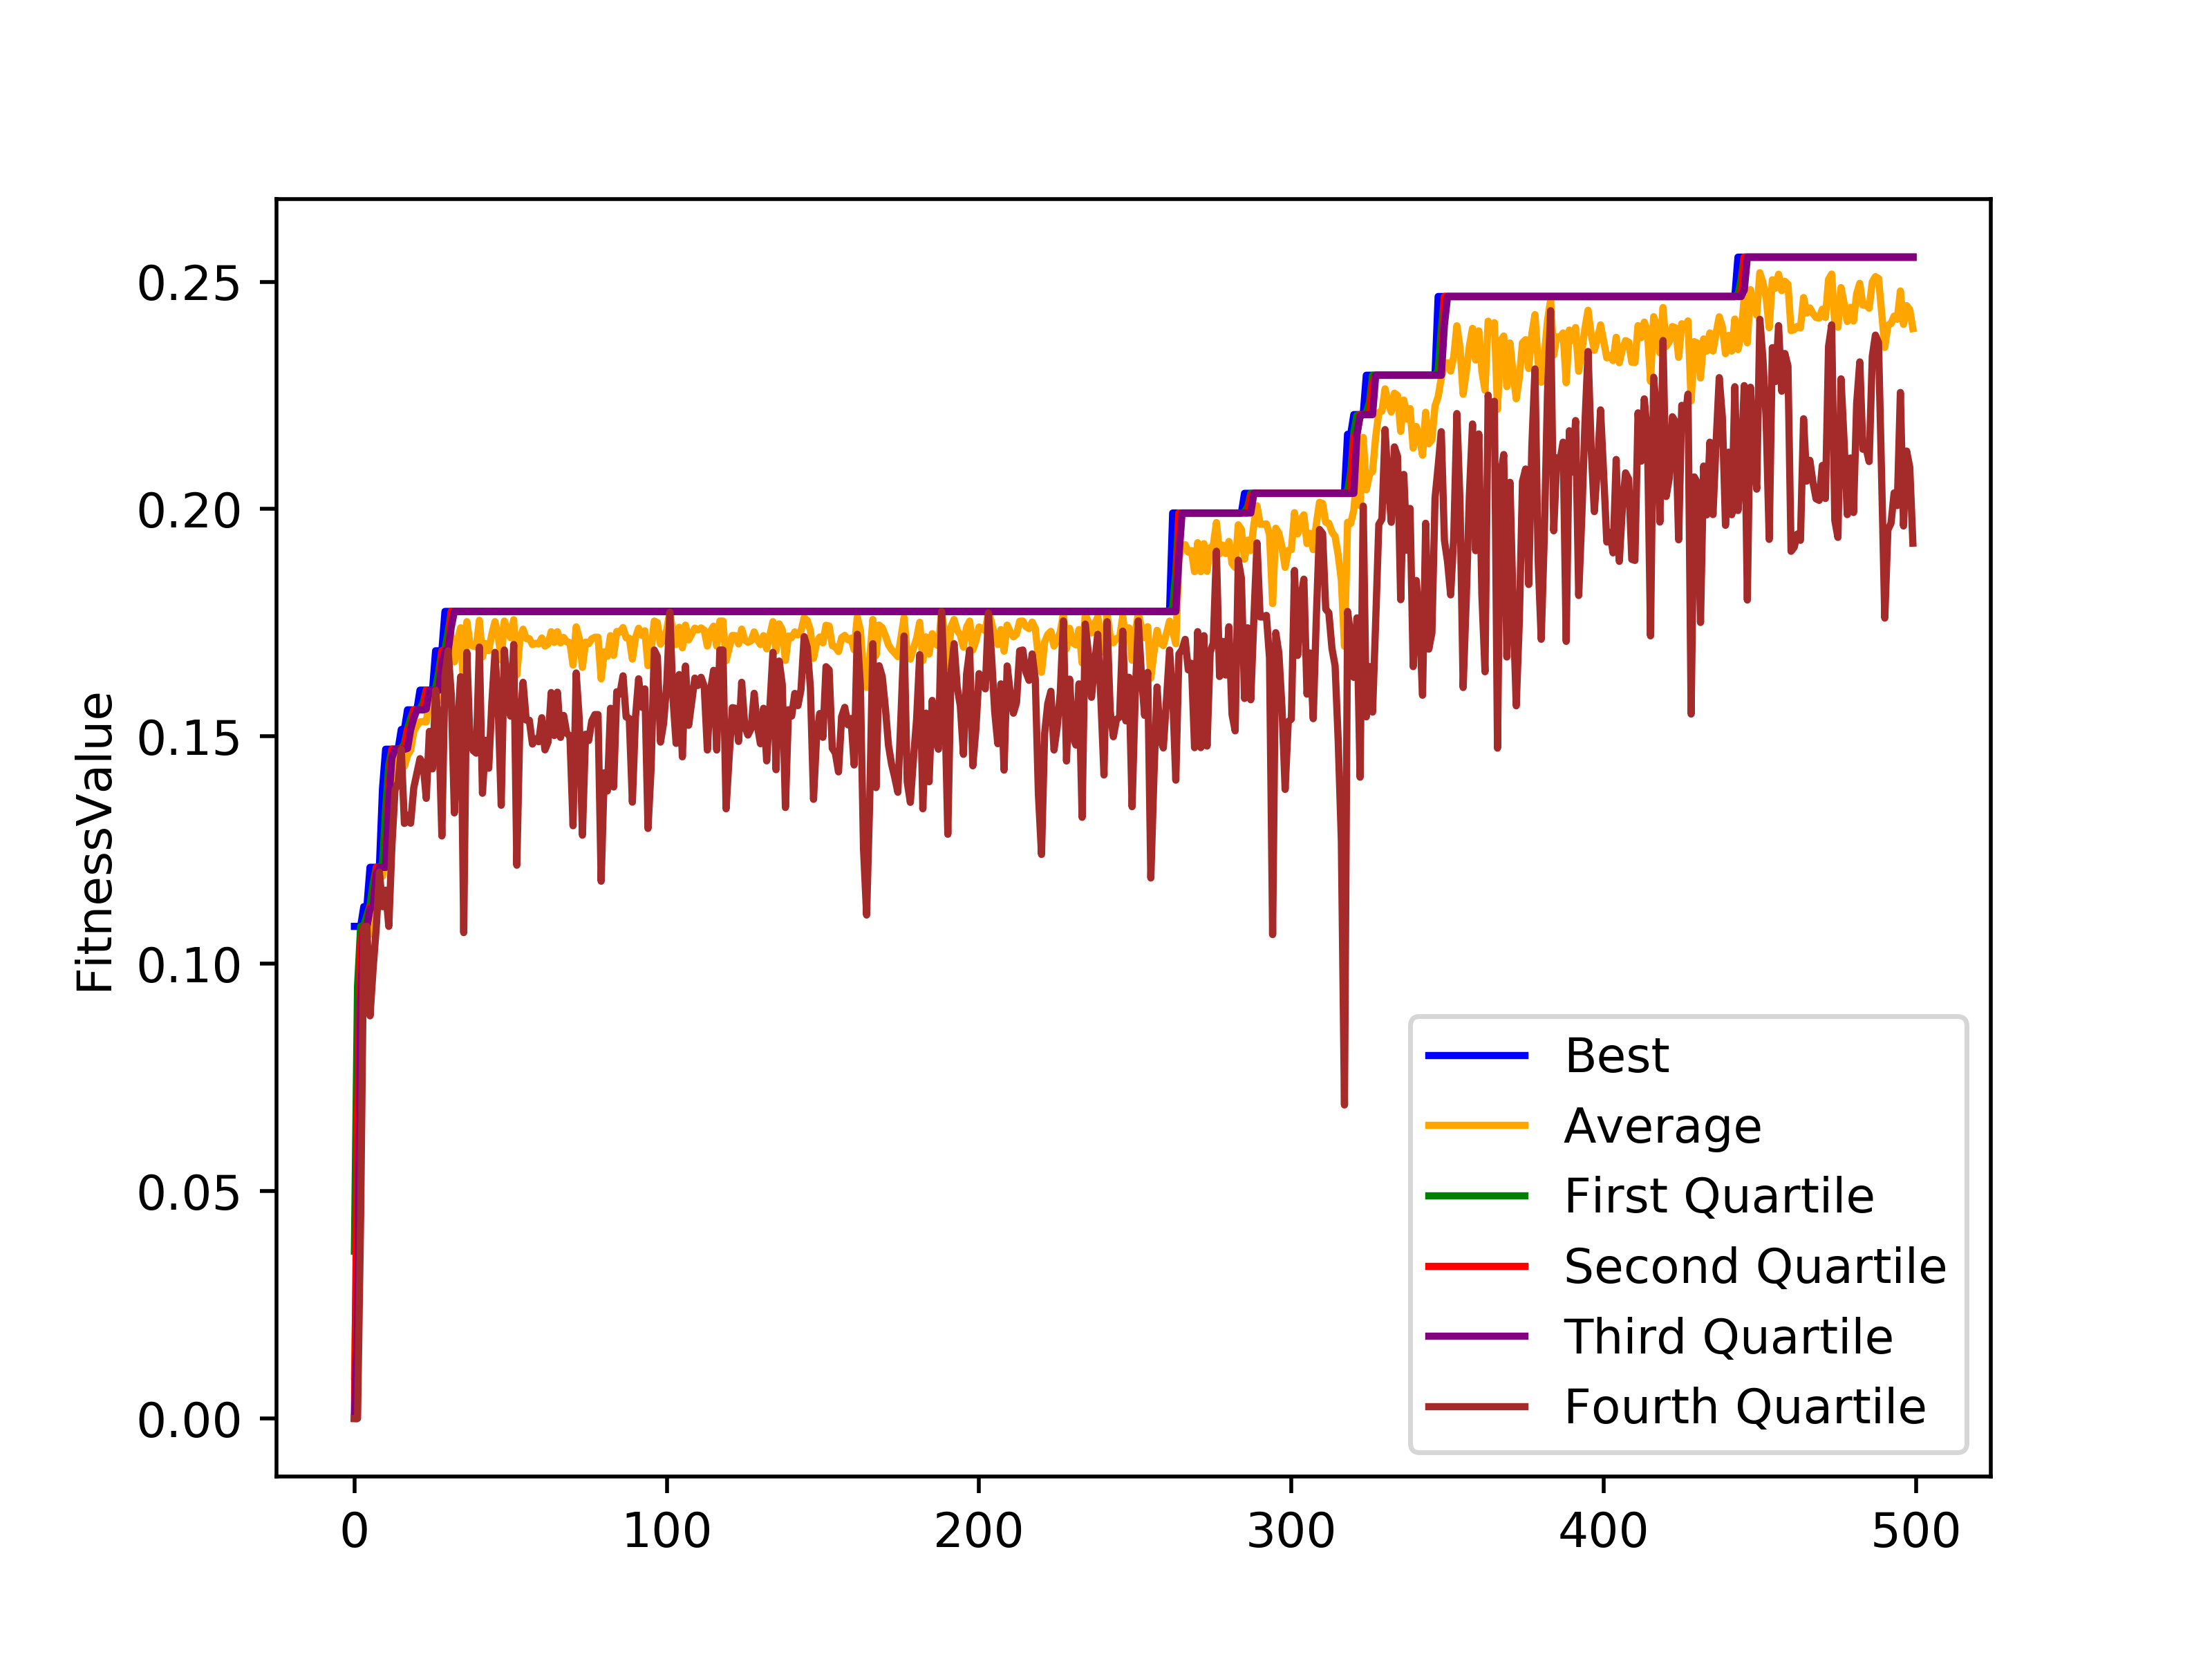 FitnessValue
0.25
0.20
0.15
0.10
0.05
0.00
0 100 200 300 400 500
Best
Average
First Quartile
Second Quartile
Third Quartile
Fourth Quartile